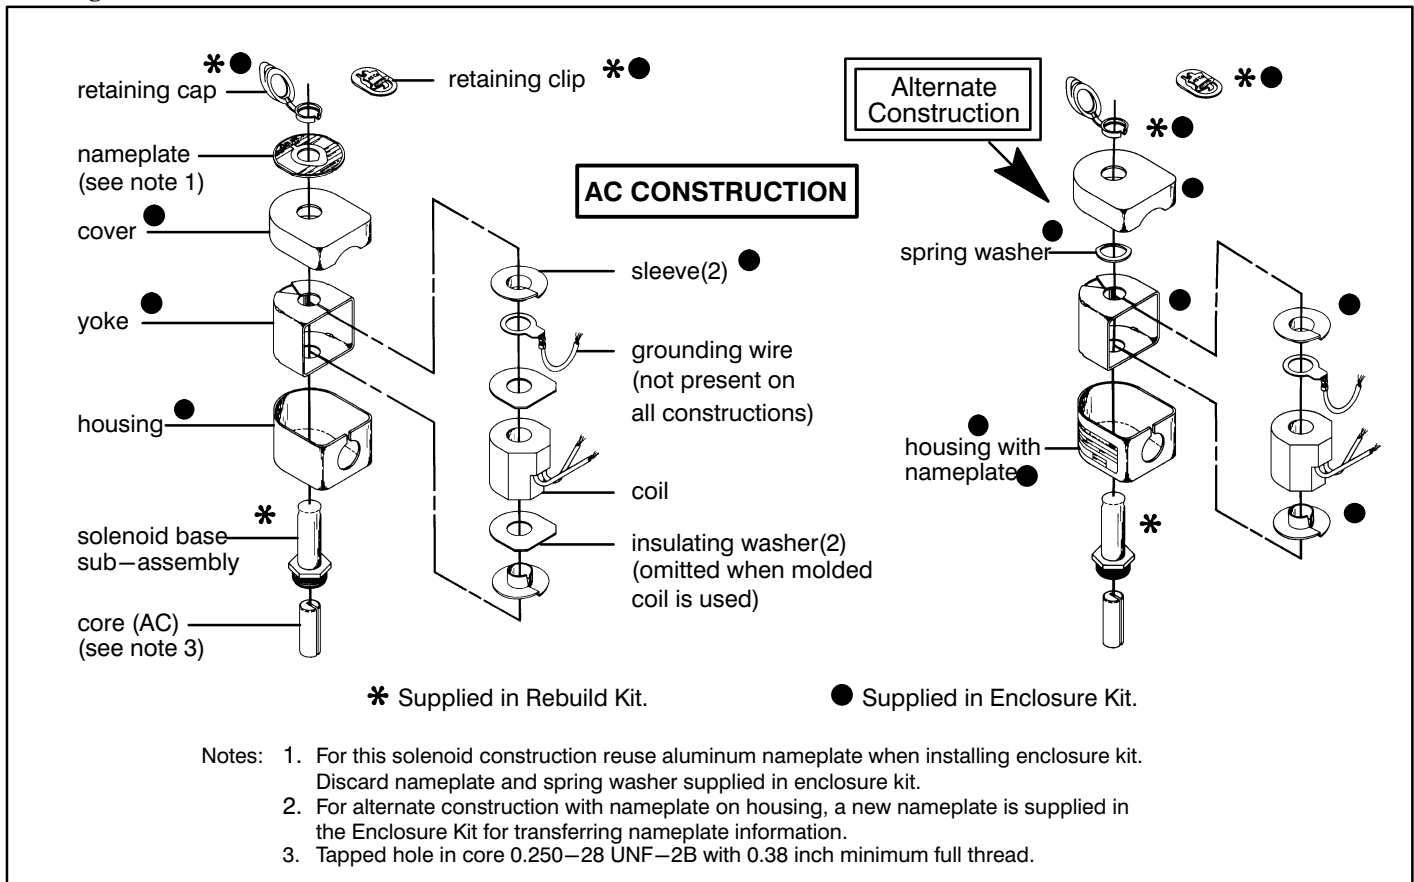 retaining cap
retaining clip
nameplate
(see note 1)
cover
yoke
housing
solenoid base
sub−assembly
core (AC)
(see note 3)
AC CONSTRUCTION
sleeve(2)
grounding wire
(not present on
all constructions)
coil
insulating washer(2)
(omitted when molded
coil is used)
Alternate
Construction
spring washer
housing with
nameplate
* Supplied in Rebuild Kit.
● Supplied in Enclosure Kit.
Notes: 1. For this solenoid construction reuse aluminum nameplate when installing enclosure kit.
Discard nameplate and spring washer supplied in enclosure kit.
2. For alternate construction with nameplate on housing, a new nameplate is supplied in
the Enclosure Kit for transferring nameplate information.
3. Tapped hole in core 0.250−28 UNF−2B with 0.38 inch minimum full thread.